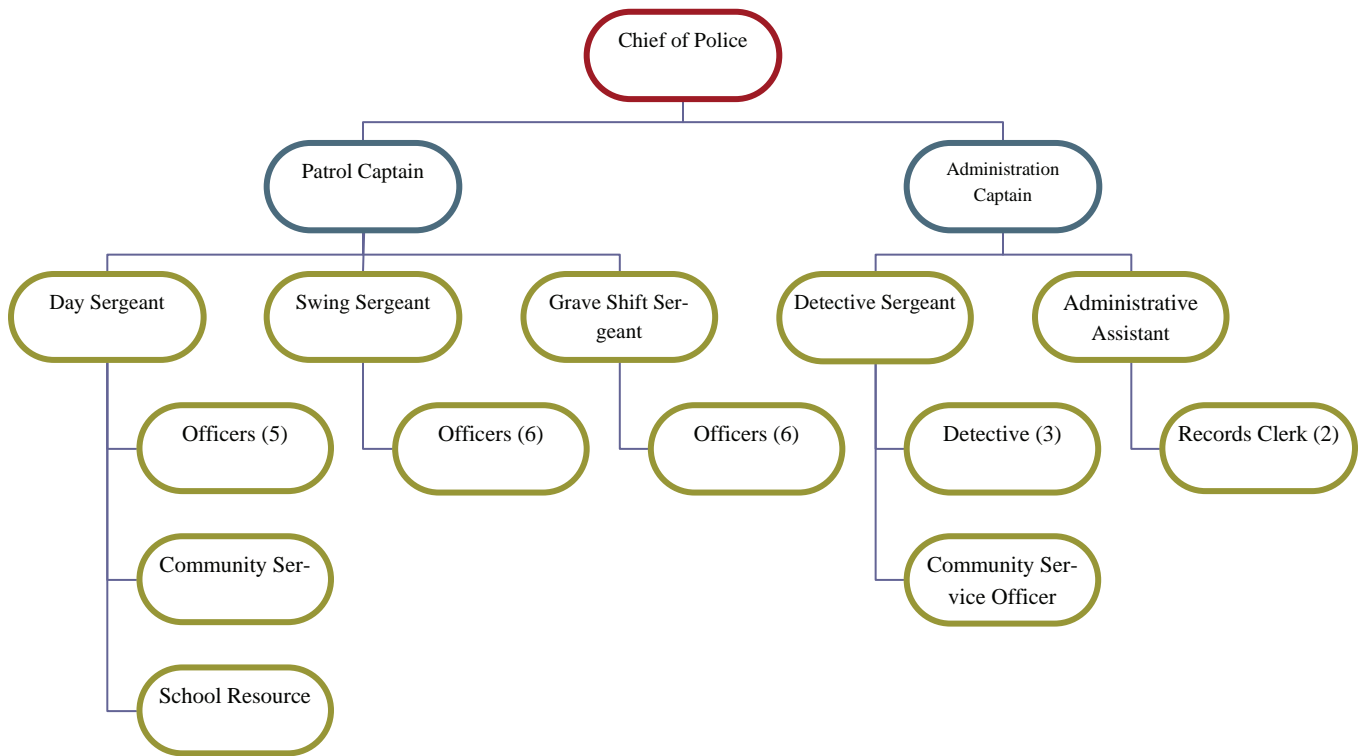 Chief of Police
Patrol Captain
Administration
Captain
Day Sergeant
Swing Sergeant
Grave Shift Ser-
geant
Detective Sergeant
Administrative
Assistant
Officers (5)
Officers (6)
Officers (6)
Detective (3)
Records Clerk (2)
Community Ser-
Community Ser-
vice Officer
School Resource